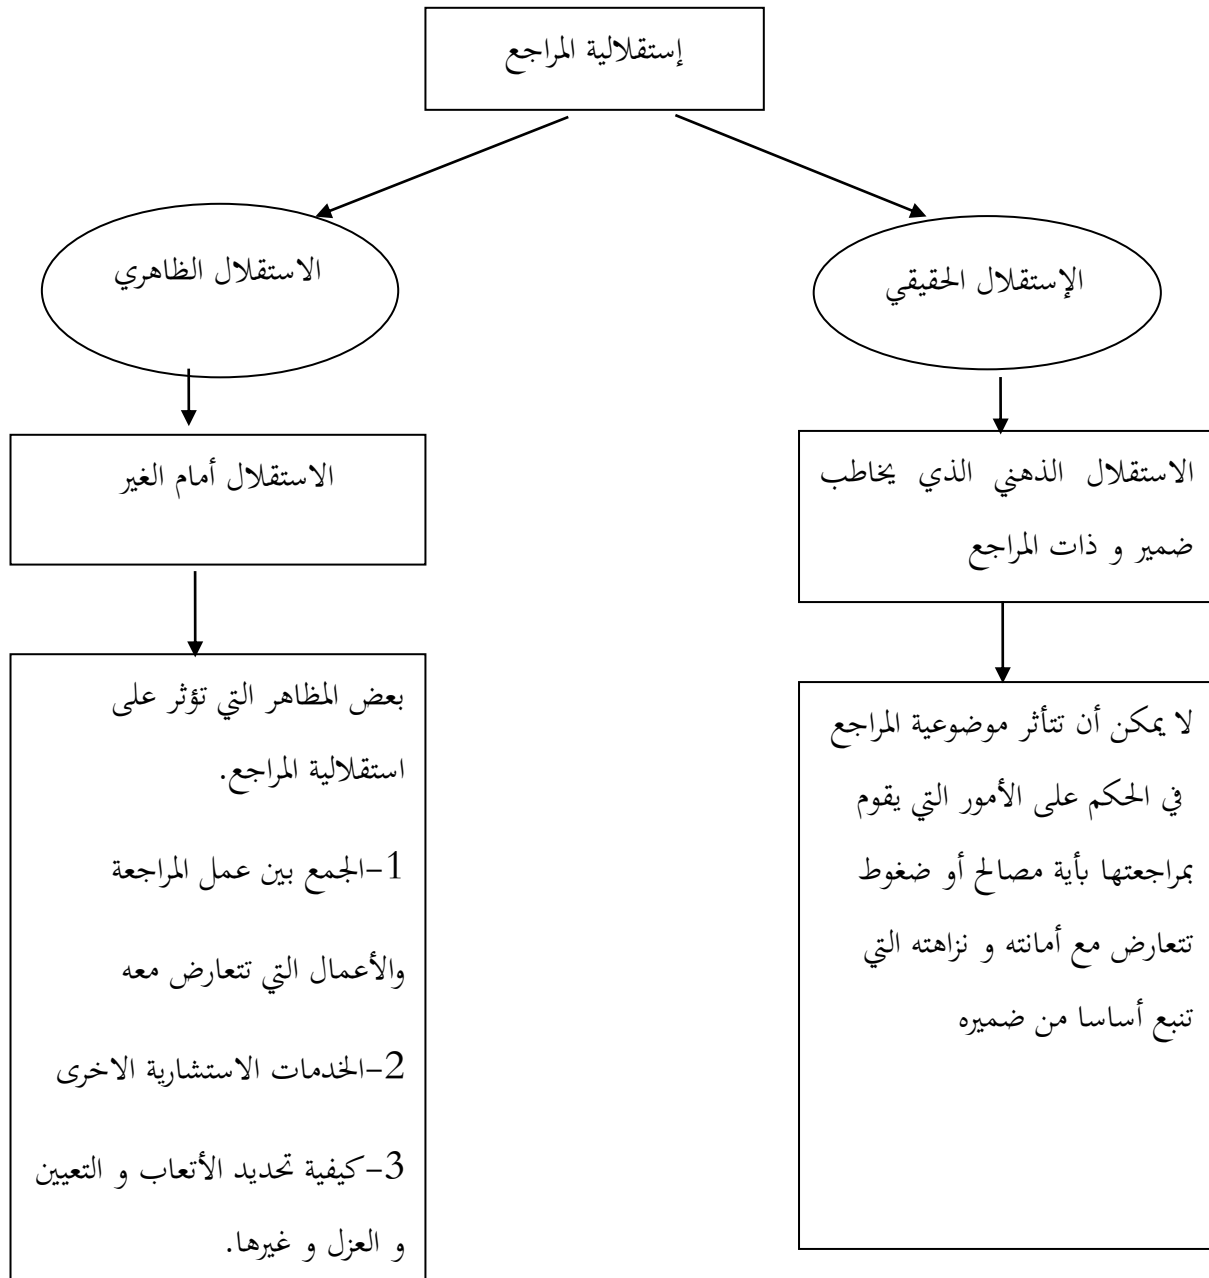 إستقلالية المراجع
الإستقلال الحقيقي
الاستقلال الظاهري
الاستقلال الذهني الذي يخاطب
ضمير و ذات المراجع
الاستقلال أمام الغير
لا يمكن أن تتأثر موضوعية المراجع
في الحكم على الأمور التي يقوم
بمراجعتها بأية مصالح أو ضغوط
تتعارض مع أمانته و نزاهته التي
تنبع أساسا من ضميره
بعض المظاهر التي تؤثر على
استقلالية المراجع.
1-الجمع بين عمل المراجعة
والأعمال التي تتعارض معه
2-الخدمات الاستشارية الاخرى
3-كيفية تحديد الأتعاب و التعيين
و العزل و غيرها.